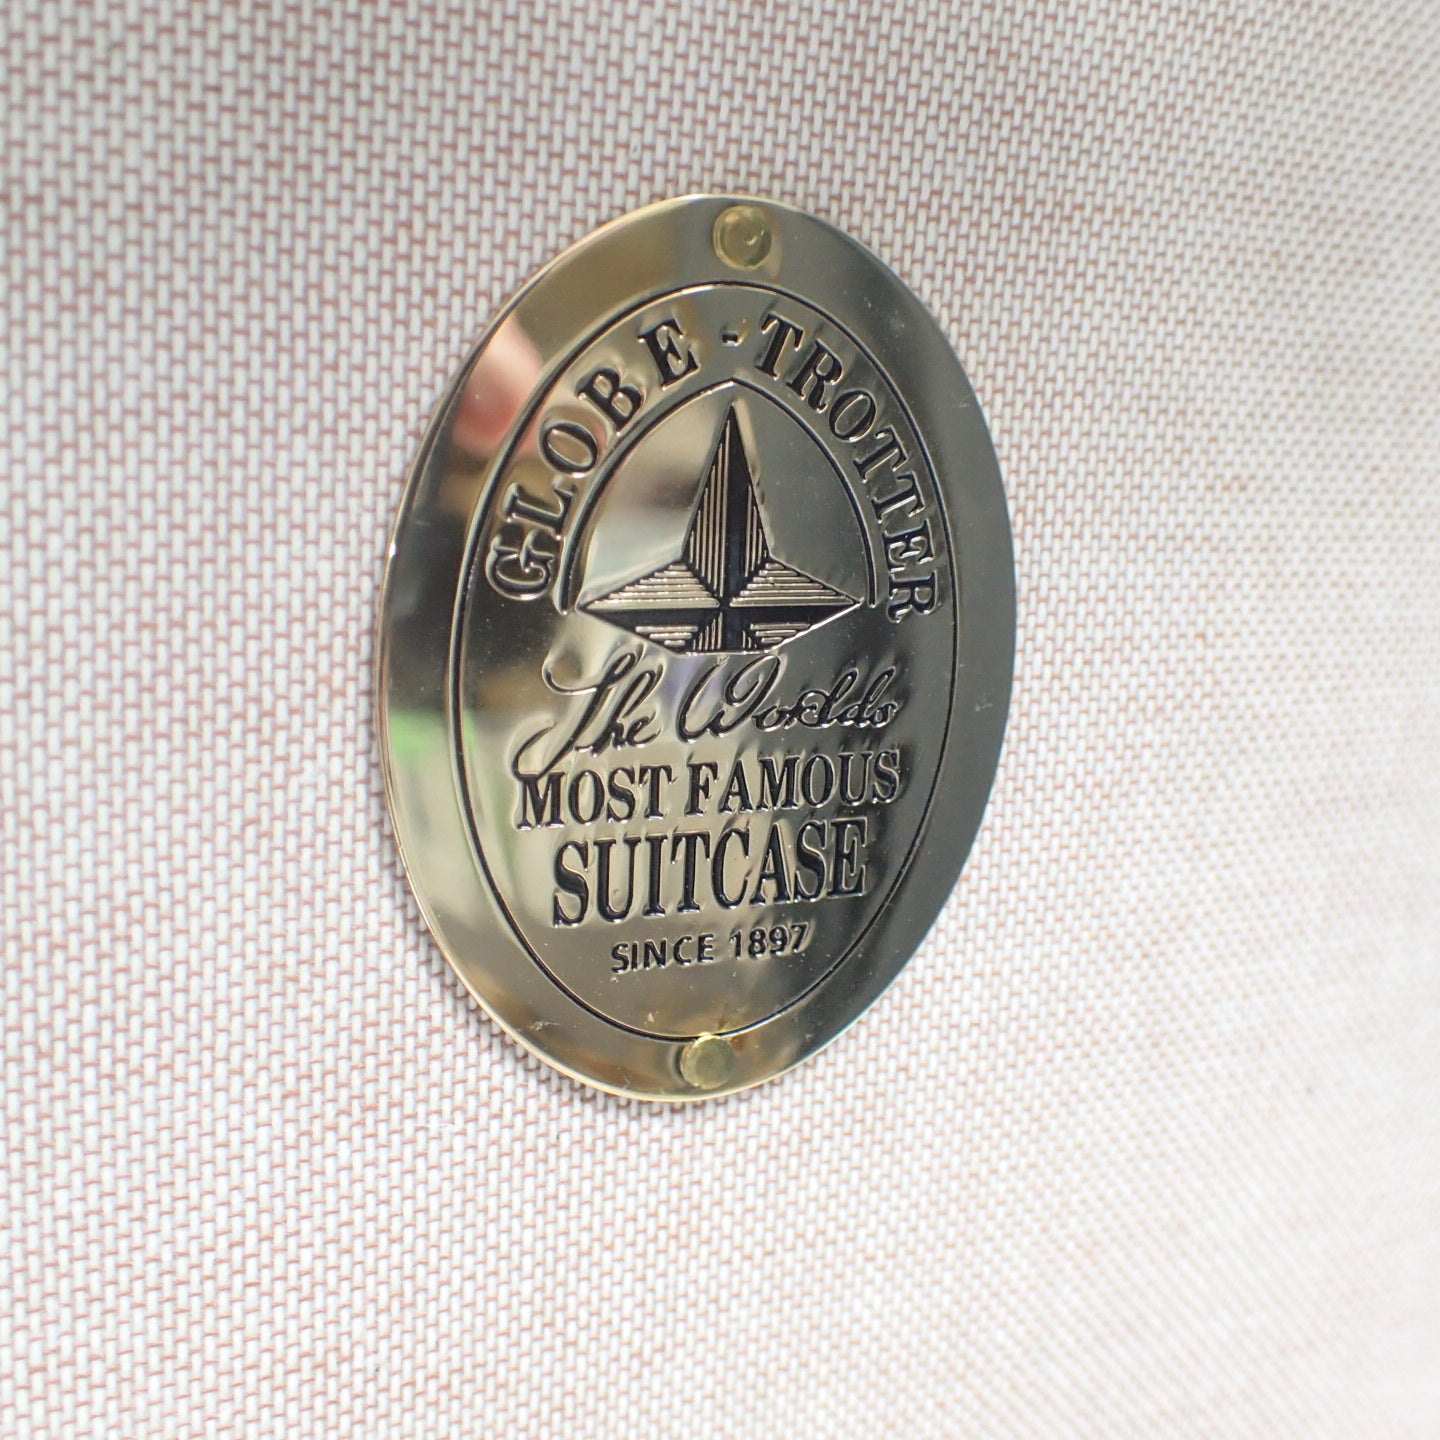 GLOBE-TROTTER
The Worlds
MOST FAMOUS
SUITCASE
SINCE 1897